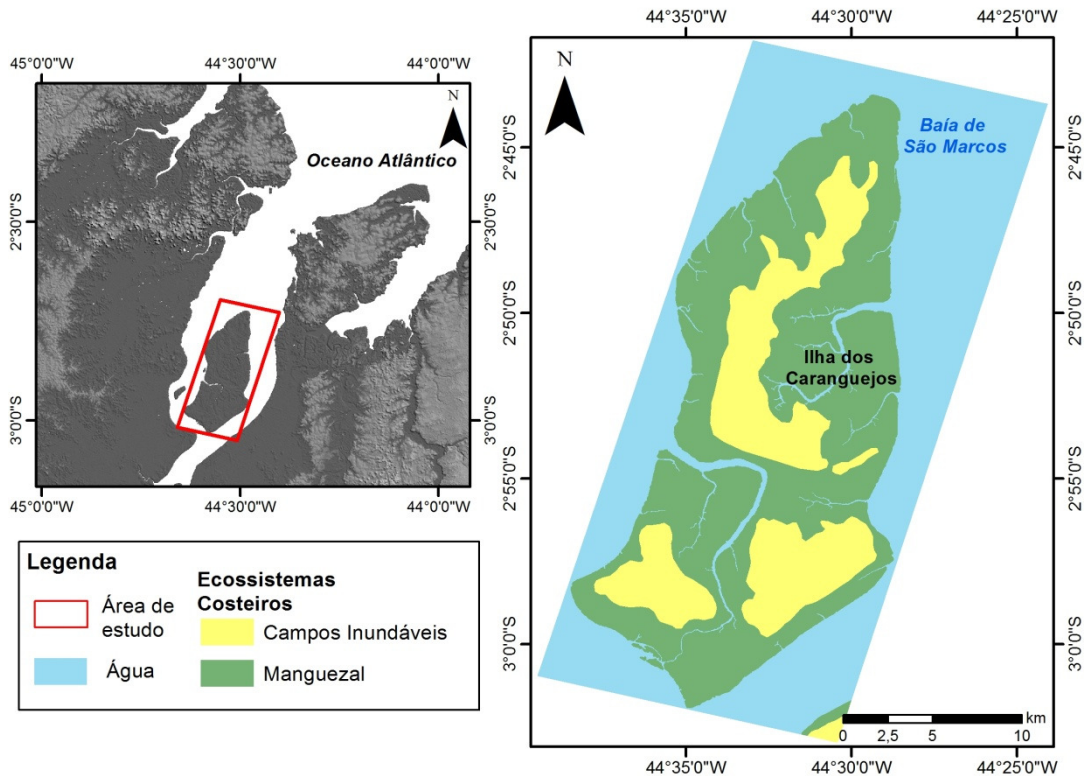 45°0'0"W 44°30'0"W 44°0'0"W
N
Oceano Atlântico
2°30'0"S
3°0'0"S
2°30'0"S
3°0'0"S
45°0'0"W 44°30'0"W 44°0'0"W
Legenda
Área de
estudo
Água
Ecossistemas
Costeiros
Campos Inundáveis
Manguezal
44°35'0"W 44°30'0"W 44°25'0"W
N
Baía de
São Marcos
2°45'0"S
2°50'0"S
2°55'0"S
3°0'0"S
2°45'0"S
2°50'0"S
2°55'0"S
3°0'0"S
Ilha dos
Caranguejos
km
0 2,5 5 10
44°35'0"W 44°30'0"W 44°25'0"W